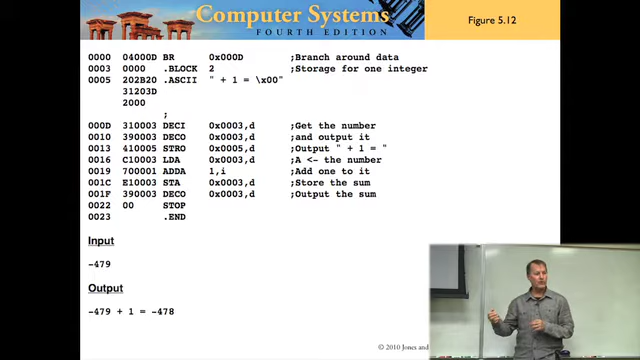 Computer Systems
FOURTH EDITION
Figure 5.12
0000 04000D BR 0x000D ;Branch around data
0003 0000 .BLOCK 2 ;Storage for one integer
0005 202B20 .ASCII " + 1 = \x00"
31203D
2000
;
000D 310003 DECI 0x0003,d ;Get the number
0010 390003 DECO 0x0003,d ;and output it
0013 410005 STRO 0x0005,d ;Output " + 1 = "
0016 C10003 LDA 0x0003,d ;A <- the number
0019 700001 ADDA 1,i ;Add one to it
001C E10003 STA 0x0003,d ;Store the sum
001F 390003 DECO 0x0003,d ;Output the sum
0022 00 STOP
0023 .END
Input
-479
Output
-479 + 1 = -478
© 2010 Jones and